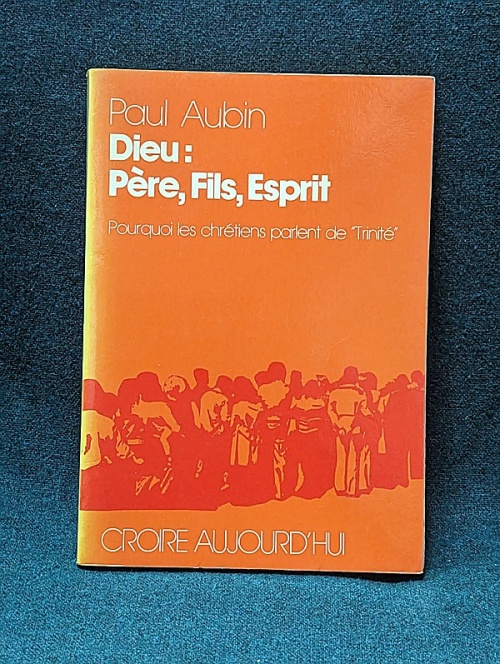 Paul Aubin
Dieu :
Père, Fils, Esprit
Pourquoi les chrétiens parlent de "Trinité"
CROIRE AUJOURD'HUI